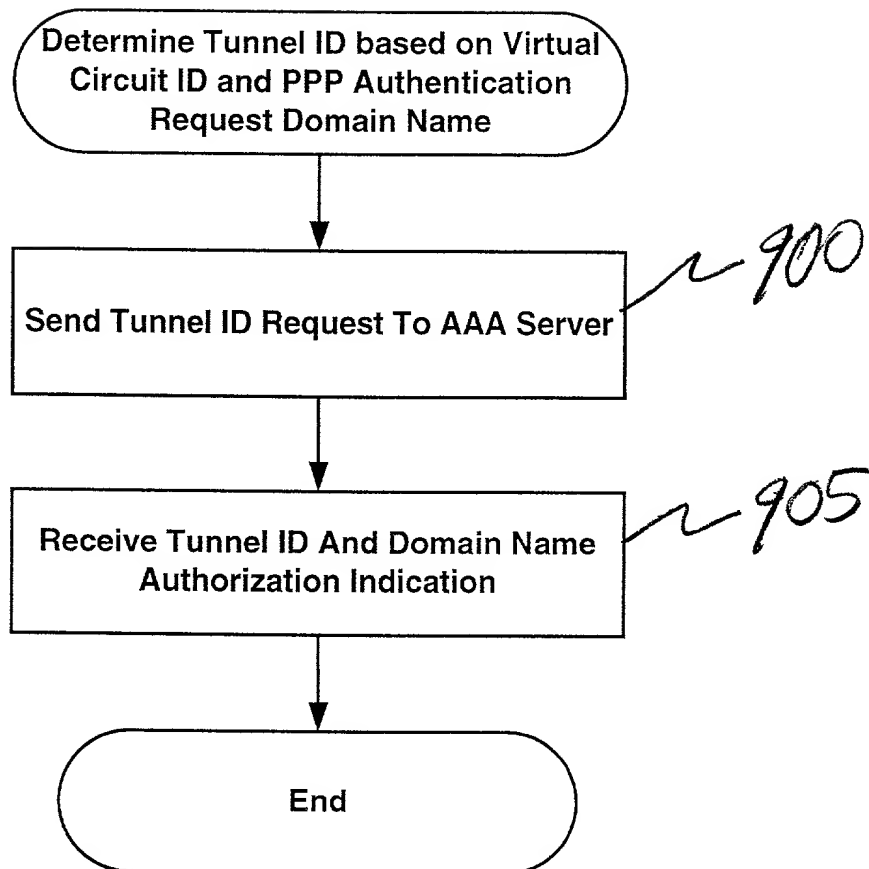 Determine Tunnel ID based on Virtual
Circuit ID and PPP Authentication
Request Domain Name
900
Send Tunnel ID Request To AAA Server
905
Receive Tunnel ID And Domain Name
Authorization Indication
End